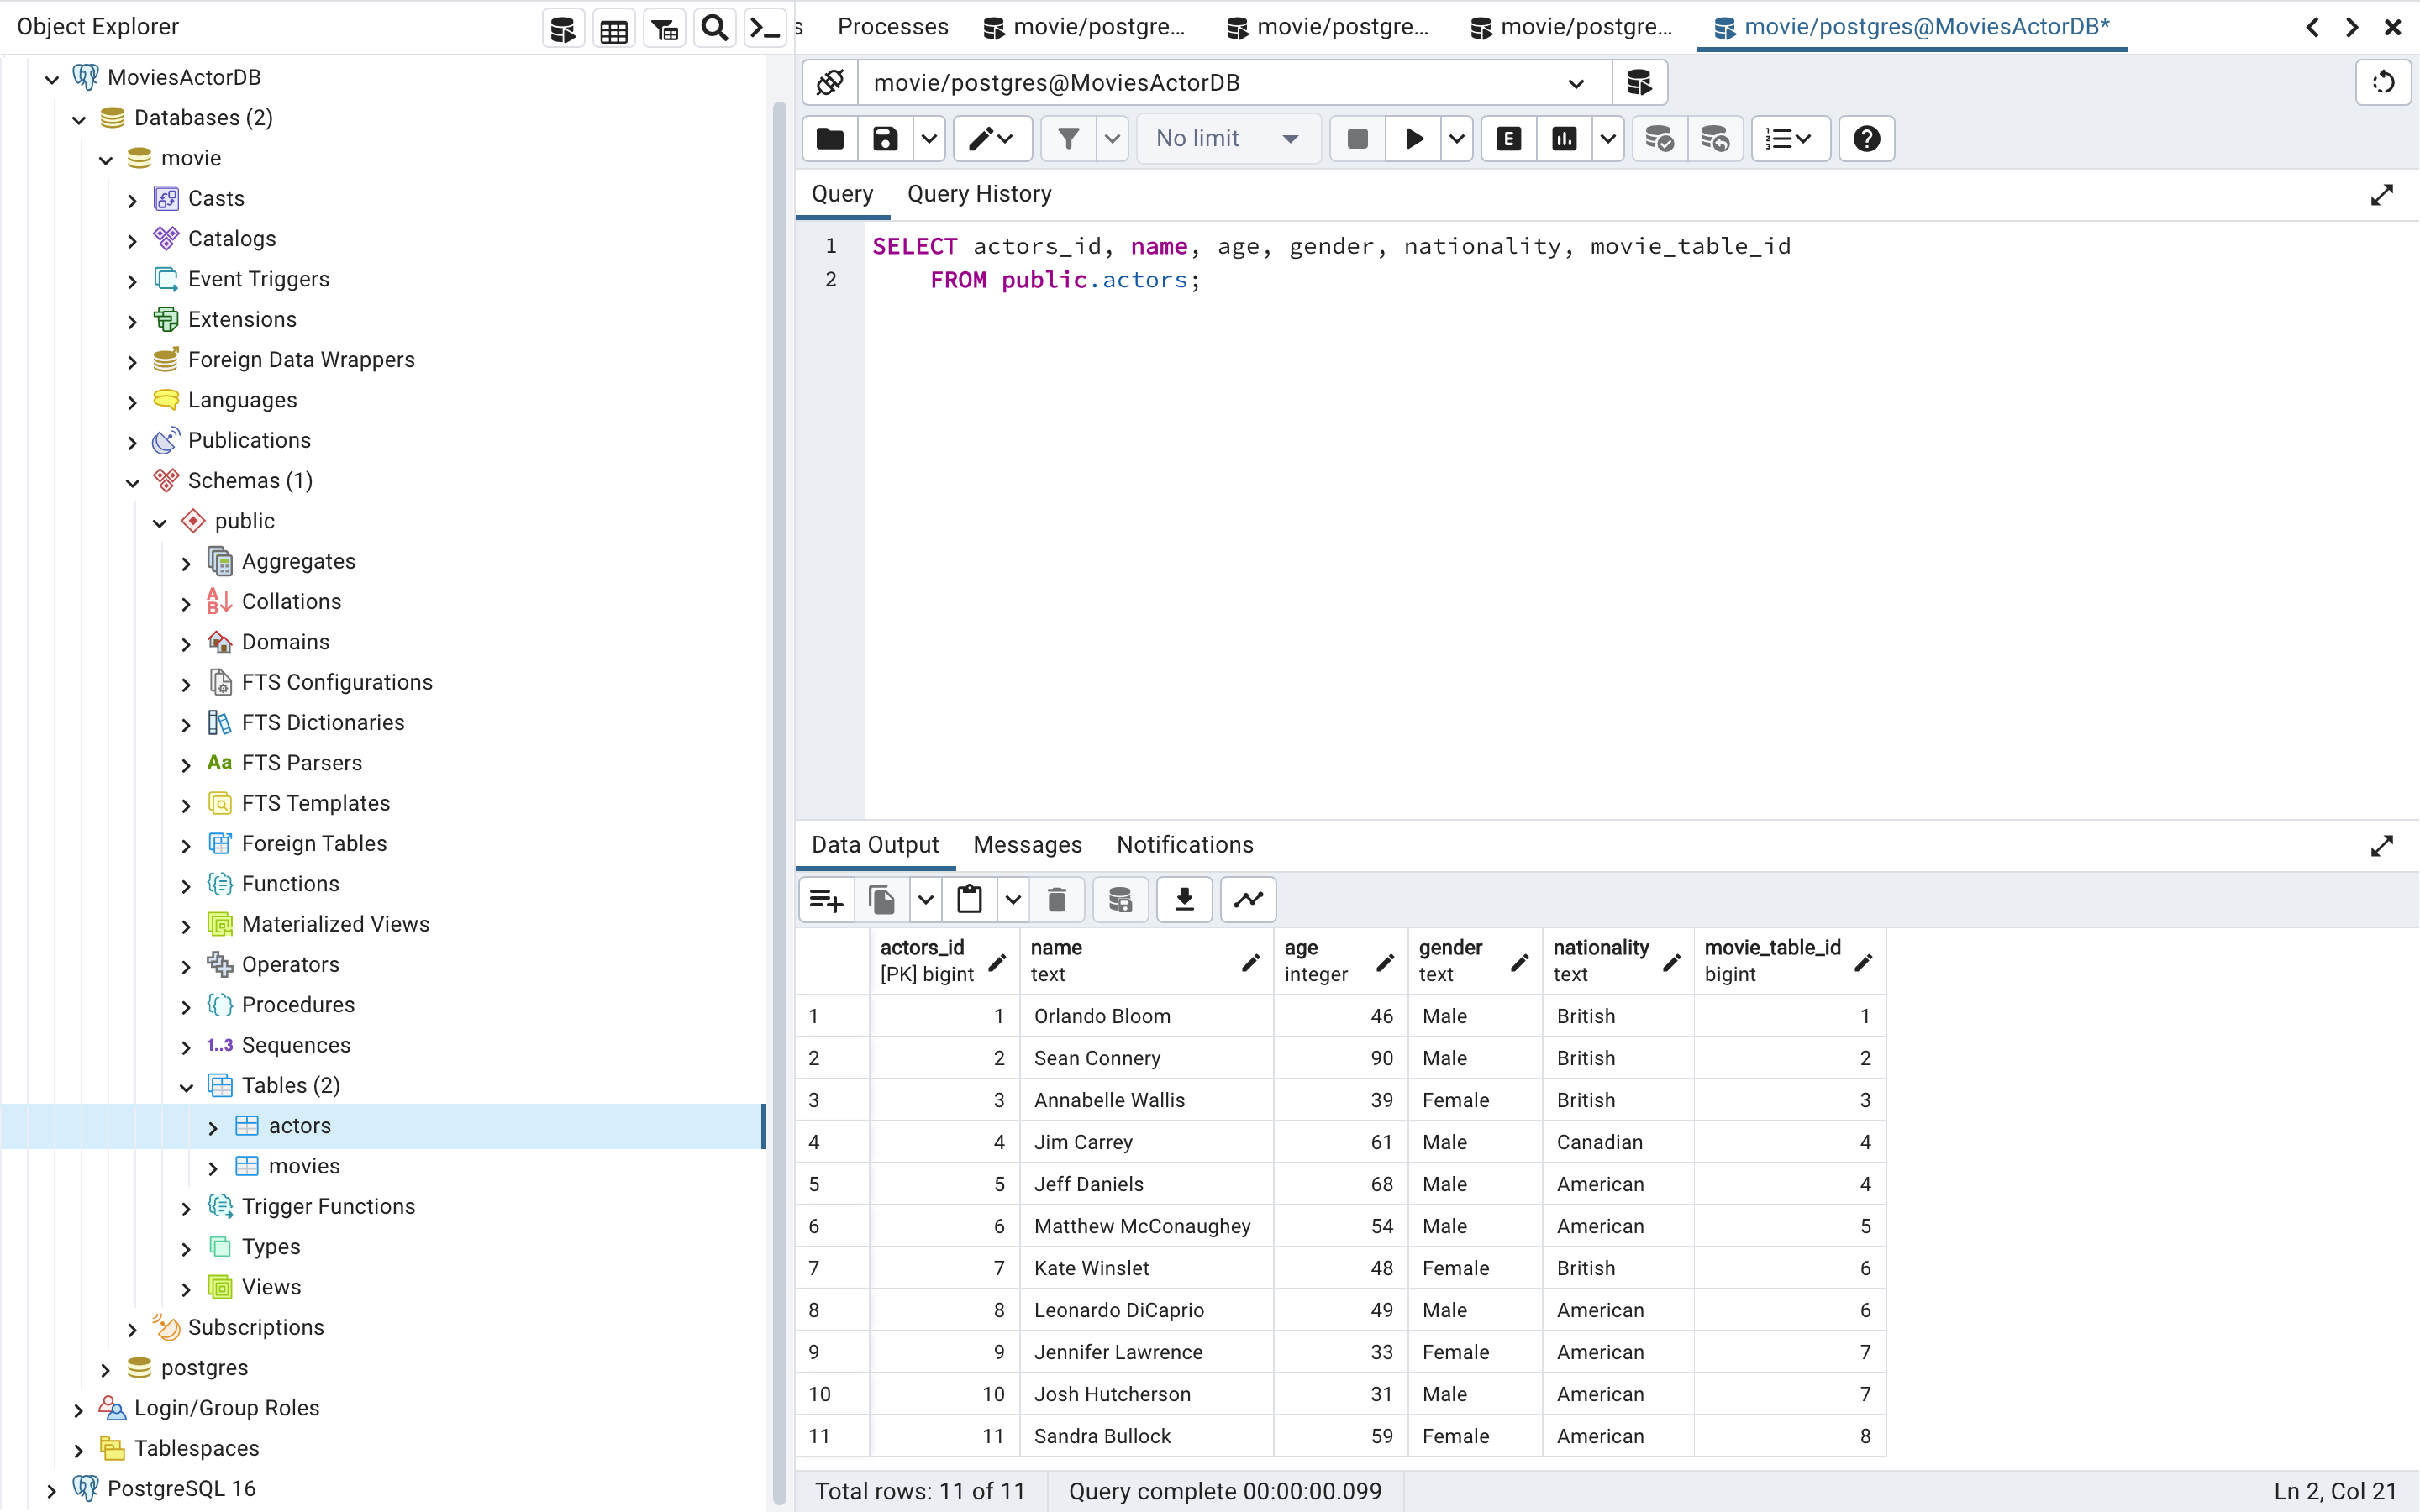 Object Explorer
s
Processes
movie/postgre...
movie/postgre...
movie/postgre...
movie/postgres@MoviesActorDB*
MoviesActorDB
Databases (2)
movie
Casts
Catalogs
Event Triggers
Extensions
Foreign Data Wrappers
Languages
Publications
Schemas (1)
public
Aggregates
Collations
Domains
FTS Configurations
FTS Dictionaries
Aa FTS Parsers
FTS Templates
Foreign Tables
Functions
Materialized Views
Operators
Procedures
1..3 Sequences
Tables (2)
actors
movies
Trigger Functions
Types
Views
Subscriptions
postgres
Login/Group Roles
Tablespaces
PostgreSQL 16
movie/postgres@MoviesActorDB
No limit
E
Query Query History
1 SELECT actors_id, name, age, gender, nationality, movie_table_id
2 FROM public.actors;
Data Output Messages Notifications
actors_id name age gender nationality movie_table_id
[PK] bigint text integer text text bigint
1 1 Orlando Bloom 46 Male British 1
2 2 Sean Connery 90 Male British 2
3 3 Annabelle Wallis 39 Female British 3
4 4 Jim Carrey 61 Male Canadian 4
5 5 Jeff Daniels 68 Male American 4
6 6 Matthew McConaughey 54 Male American 5
7 7 Kate Winslet 48 Female British 6
8 8 Leonardo DiCaprio 49 Male American 6
9 9 Jennifer Lawrence 33 Female American 7
10 10 Josh Hutcherson 31 Male American 7
11 11 Sandra Bullock 59 Female American 8
Total rows: 11 of 11 Query complete 00:00:00.099 Ln 2, Col 21